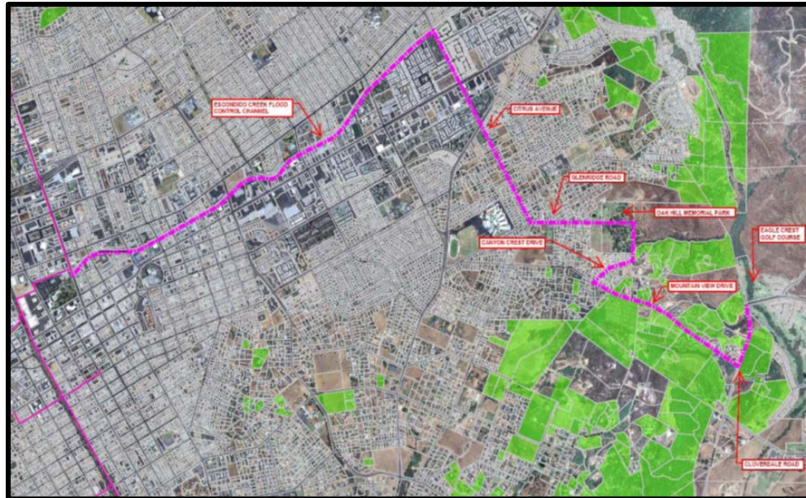 ESCONDIDO CREEK FLOOD
CONTROL CHANNEL
CITRUS AVENUE
GLENRIDGE ROAD
OAK HILL MEMORIAL PARK
EAGLE CREST
GOLF COURSE
CANYON CREST DRIVE
MOUNTAIN VIEW DRIVE
CLOVERDALE ROAD